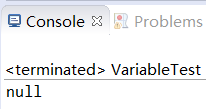 Console Problems
<terminated> VariableTest
null